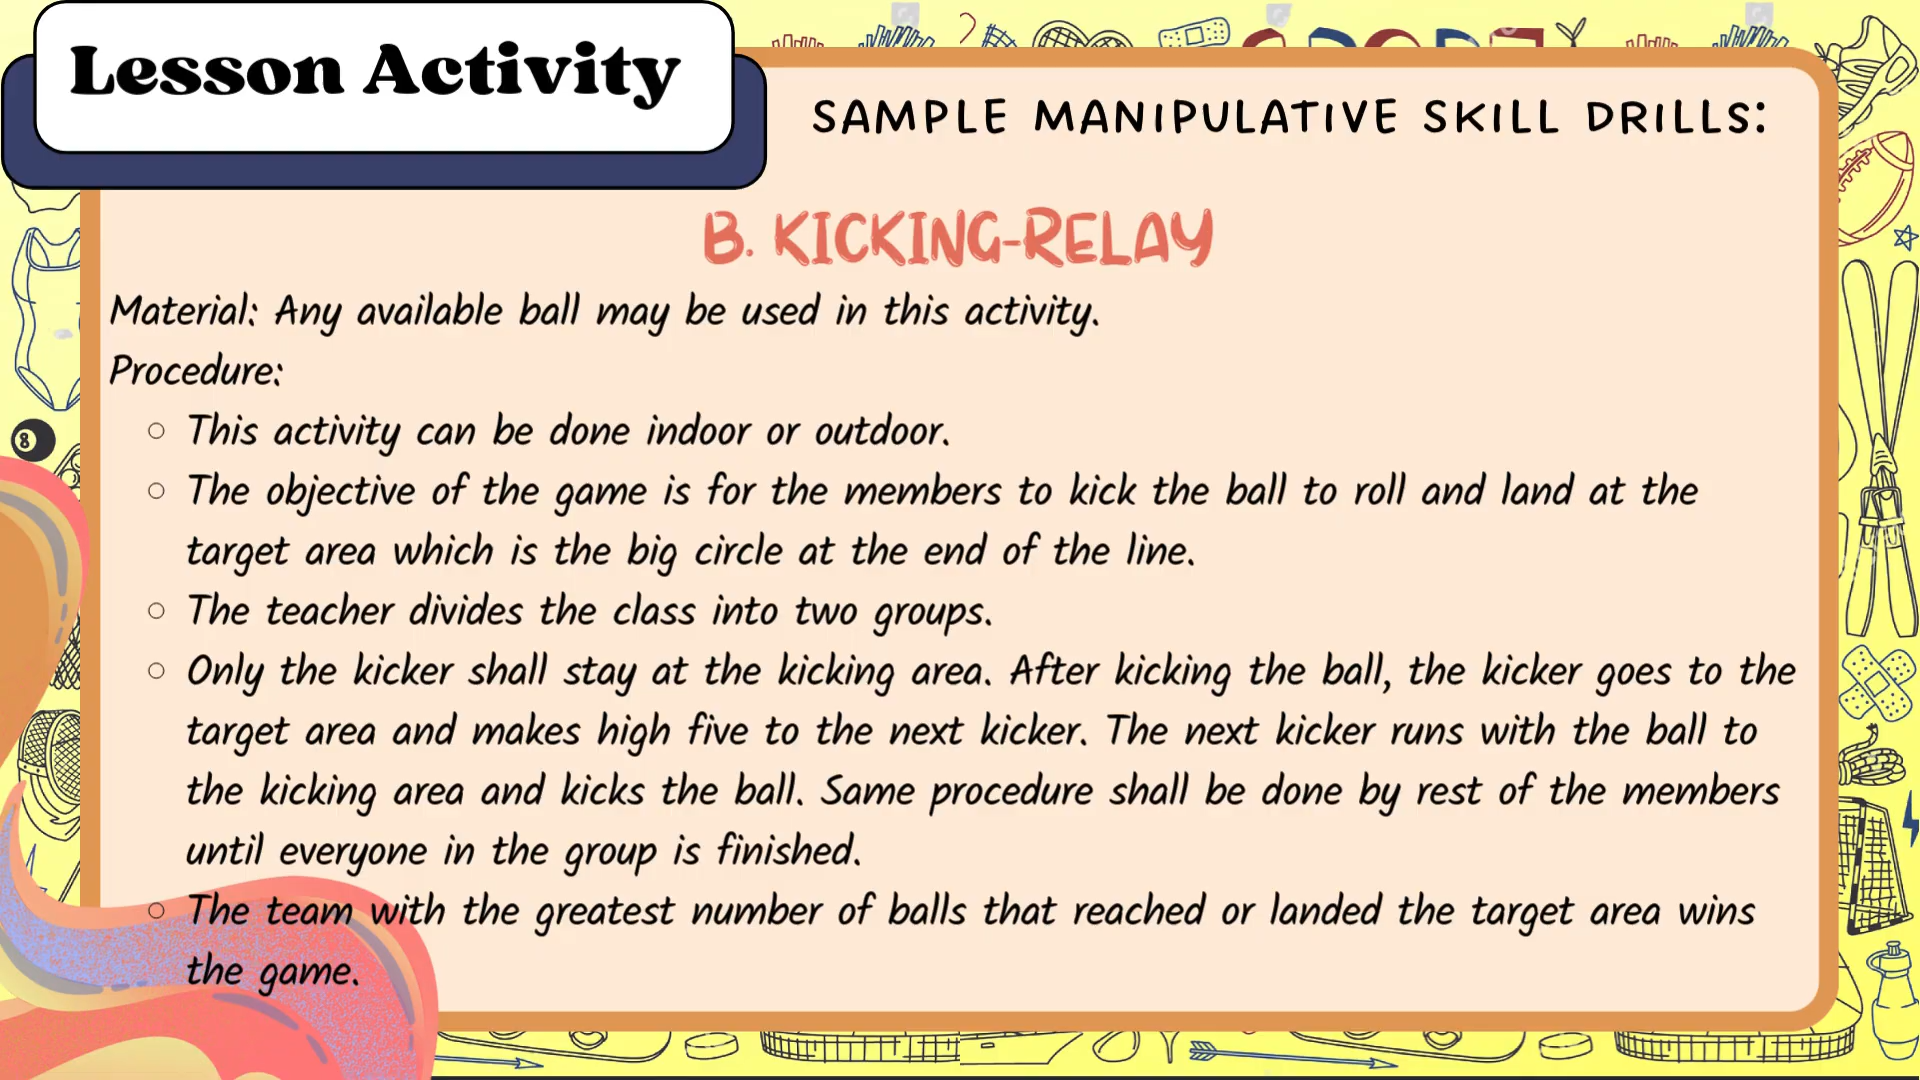 Lesson Activity
SAMPLE MANIPULATIVE SKILL DRILLS:
B. KICKING-RELAY
Material: Any available ball may be used in this activity.
Procedure:
This activity can be done indoor or outdoor.
The objective of the game is for the members to kick the ball to roll and land at the
target area which is the big circle at the end of the line.
The teacher divides the class into two groups.
Only the kicker shall stay at the kicking area. After kicking the ball, the kicker goes to the
target area and makes high five to the next kicker. The next kicker runs with the ball to
the kicking area and kicks the ball. Same procedure shall be done by rest of the members
until everyone in the group is finished.
The team with the greatest number of balls that reached or landed the target area wins
the game.
8